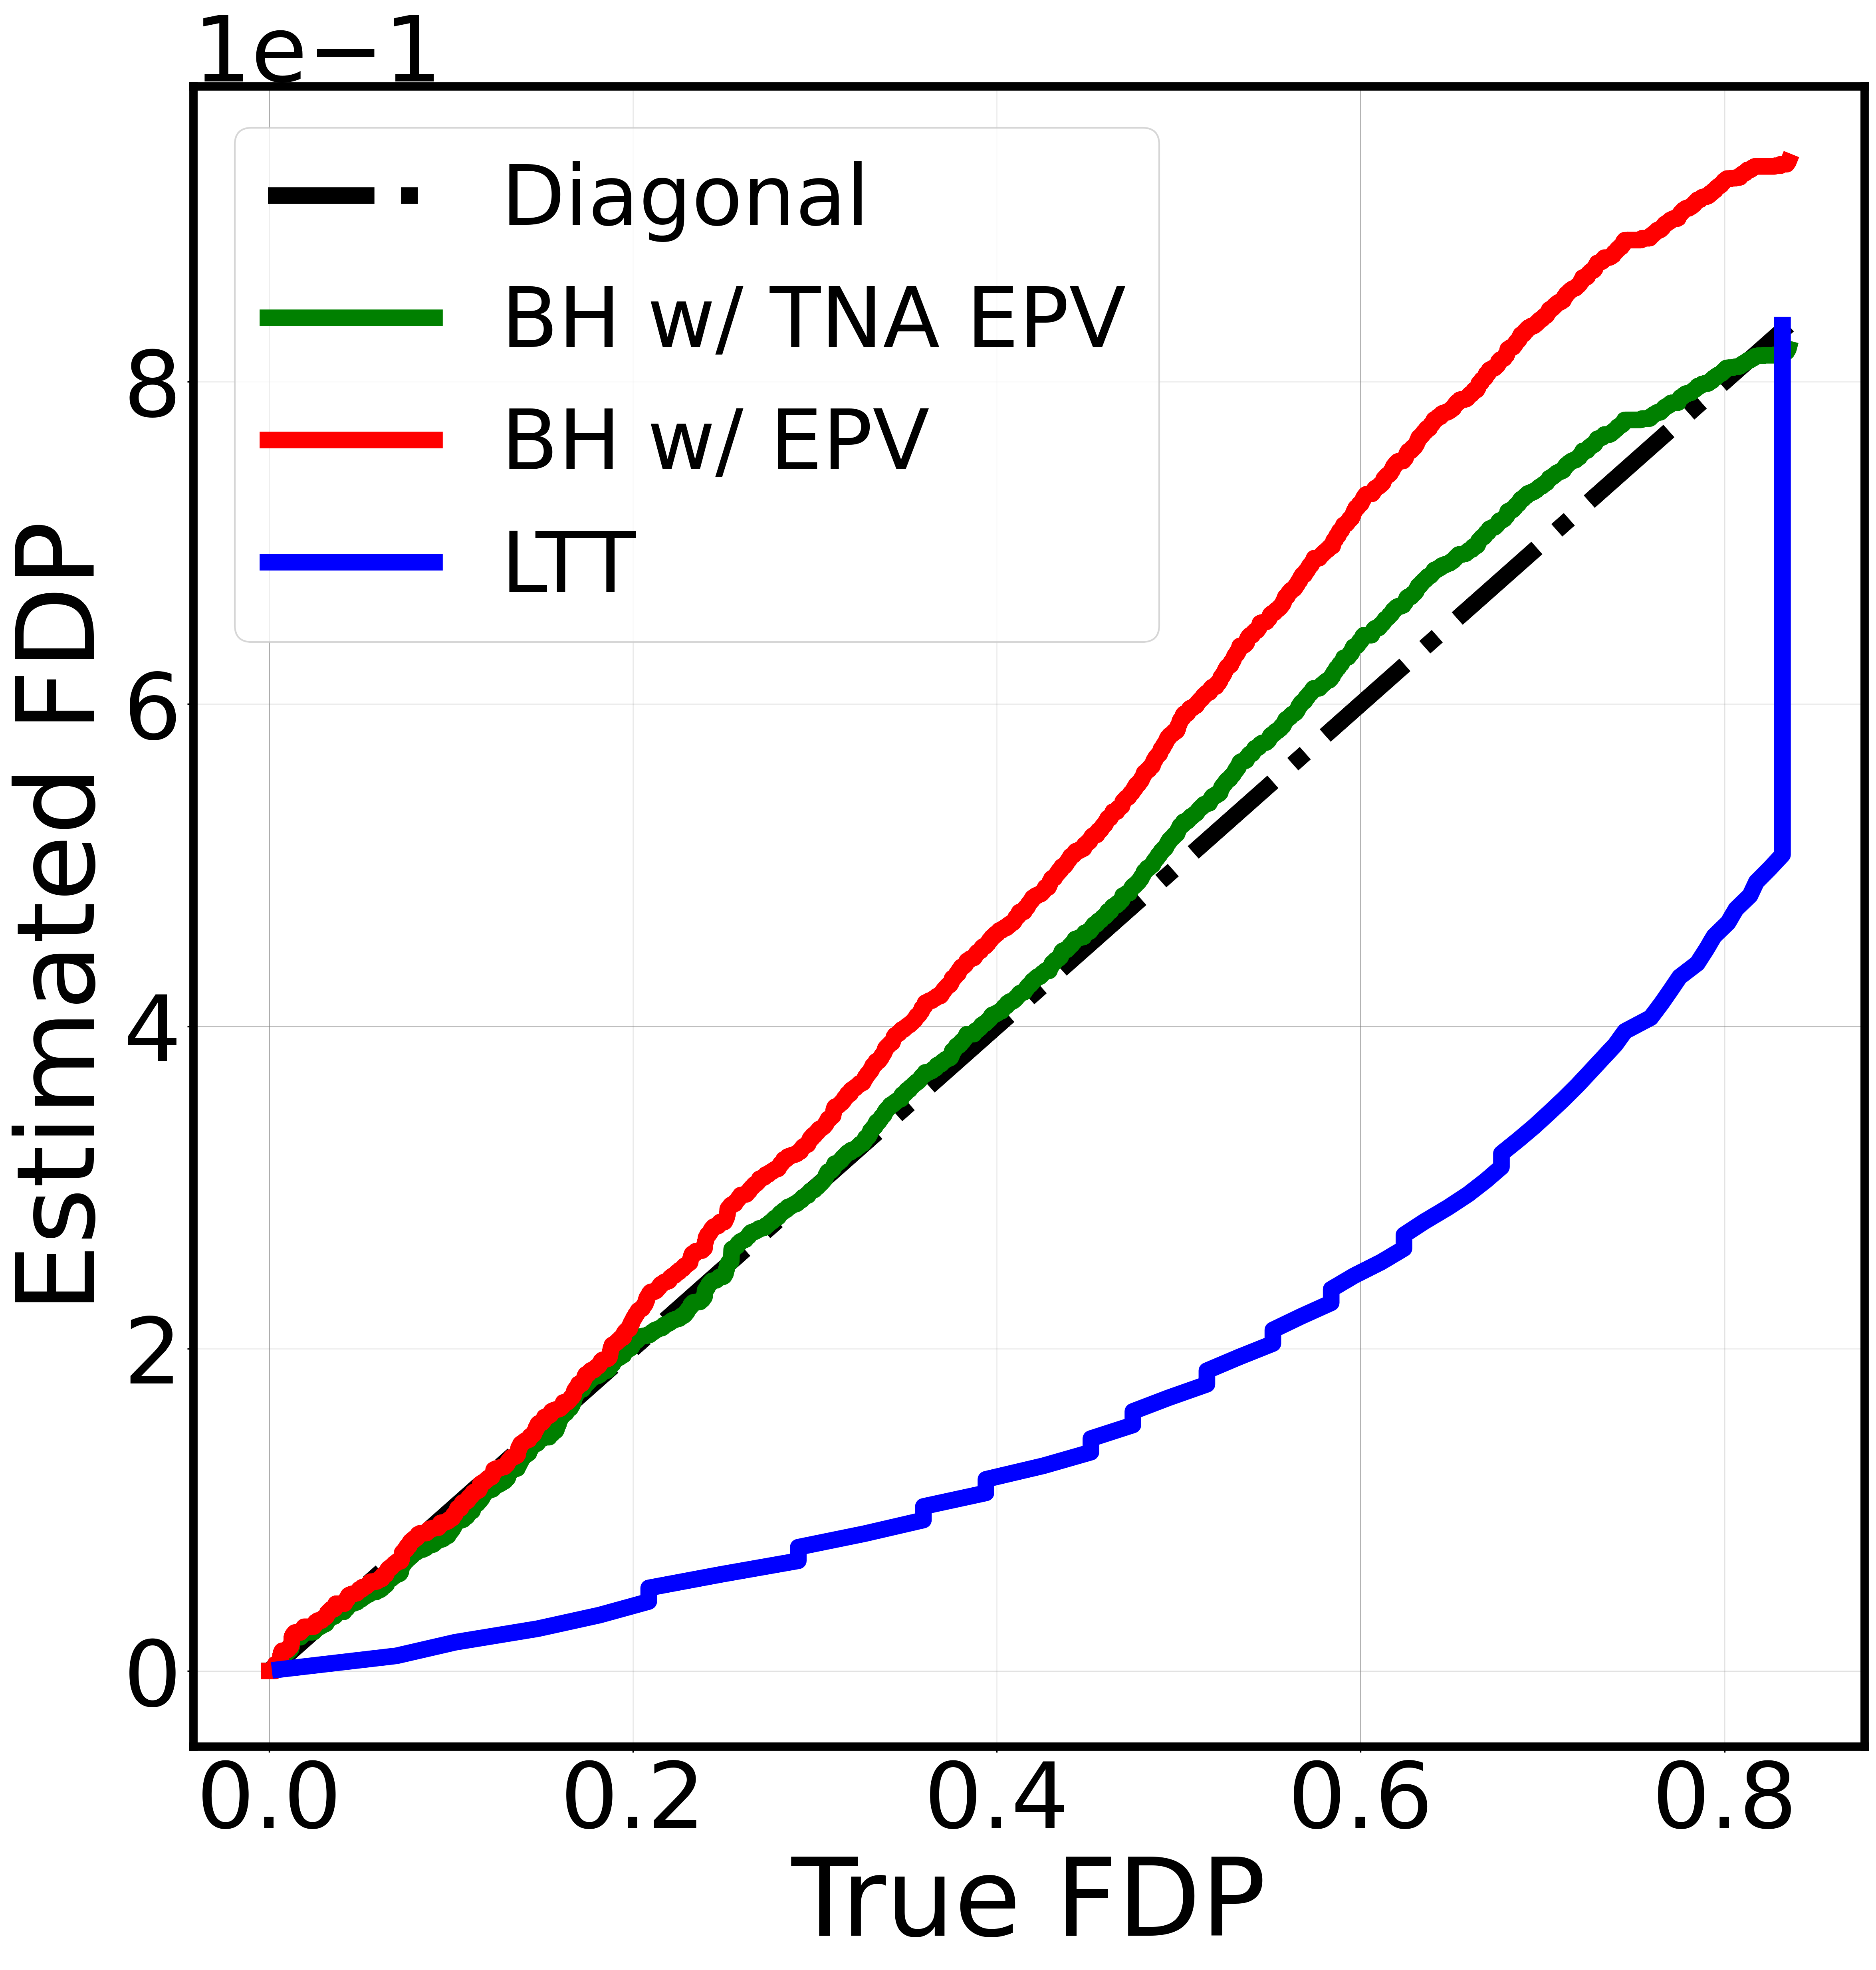 1e−1
Diagonal
BH w/ TNA EPV
BH w/ EPV
LTT
Estimated FDP
8
6
4
2
0
0.0 0.2 0.4 0.6 0.8
True FDP